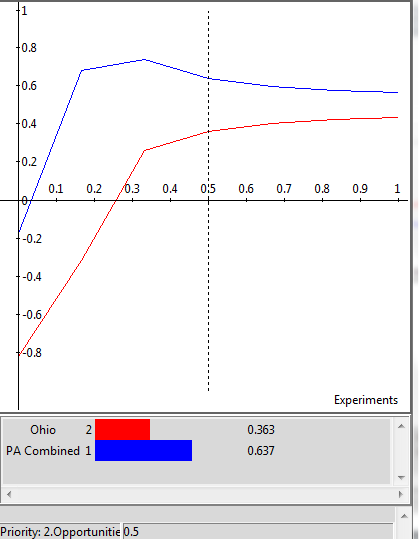 1
0.8
0.6
0.4
0.2
0.1 0.2 0.3 0.4 0.5 0.6 0.7 0.8 0.9 1
0
-0.2
-0.4
-0.6
-0.8
Experiments
Ohio 2 0.363
PA Combined 1 0.637
Priority: 2.Opportunitie 0.5